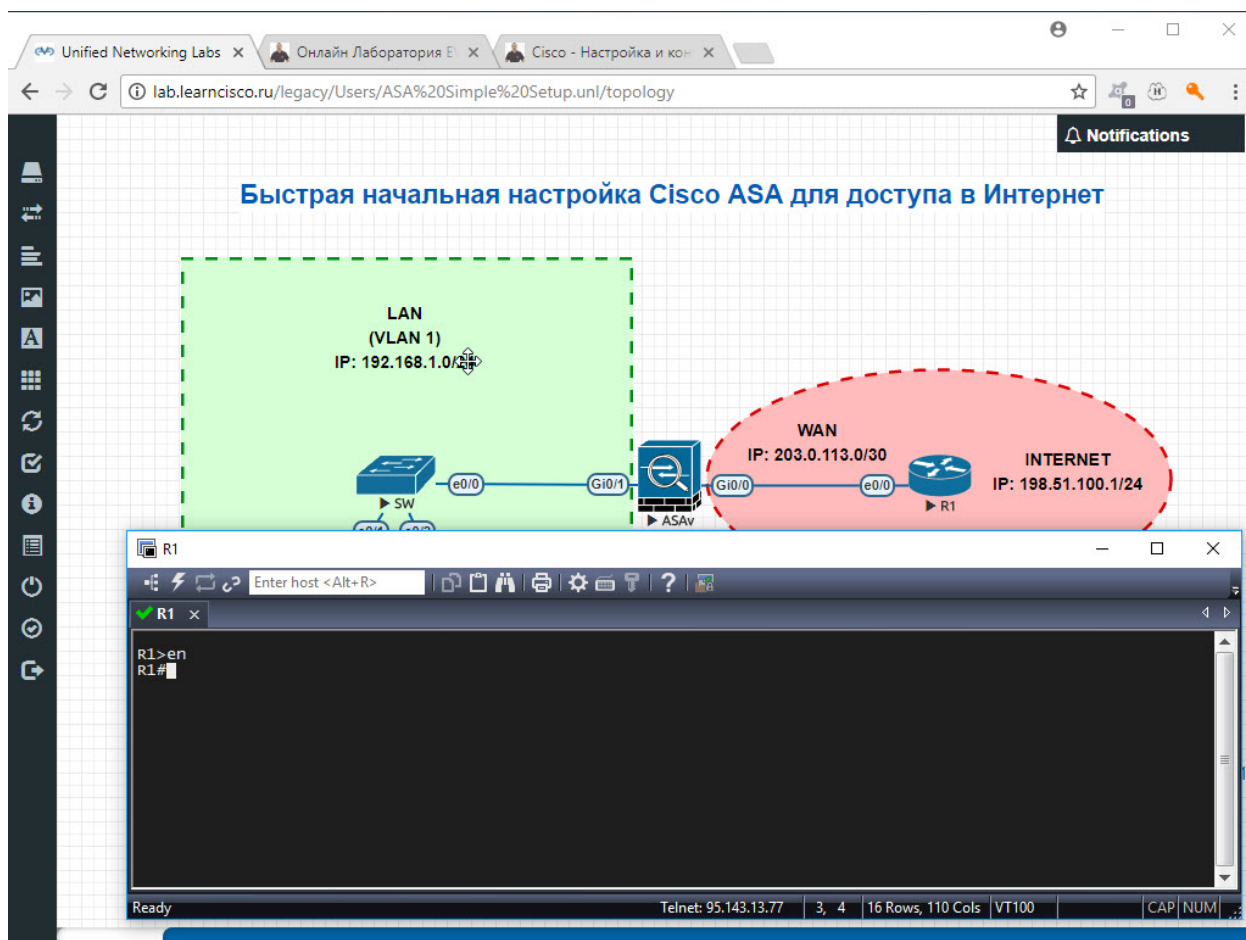 Unified Networking Labs
Онлайн Лаборатория
Cisco - Настройка и
lab.learncisco.ru/legacy/Users/ASA%20Simple%20Setup.unl/topology
0
Notifications
Быстрая начальная настройка Cisco ASA для доступа в Интернет
LAN
(VLAN 1)
IP: 192.168.1.0/
WAN
IP: 203.0.113.0/30
INTERNET
IP: 198.51.100.1/24
e0/0
Gi0/1
Gi0/0
e0/0
SW
ASAv
R1
R1
Enter host <Alt+R>
R1
R1>en
R1#
Ready
Telnet: 95.143.13.77
3, 4
16 Rows, 110 Cols
VT100
CAP
NUM